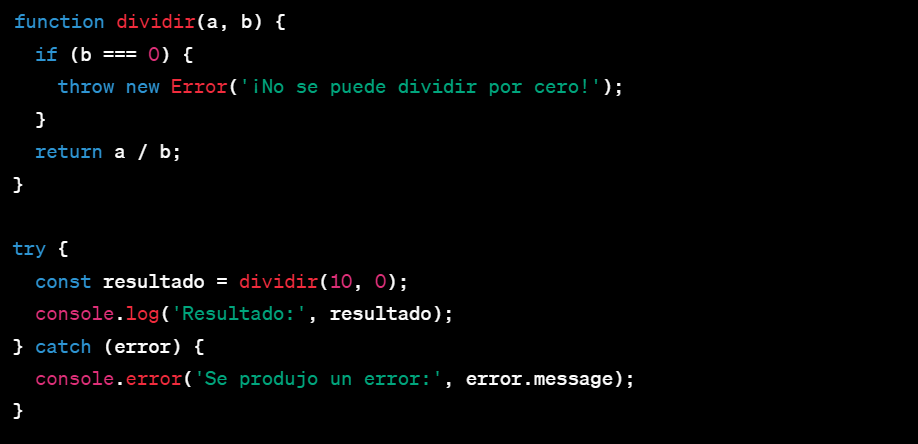 function dividir(a, b) {
  if (b === 0) {
    throw new Error('¡No se puede dividir por cero!');
  }
  return a / b;
}

try {
  const resultado = dividir(10, 0);
  console.log('Resultado:', resultado);
} catch (error) {
  console.error('Se produjo un error:', error.message);
}